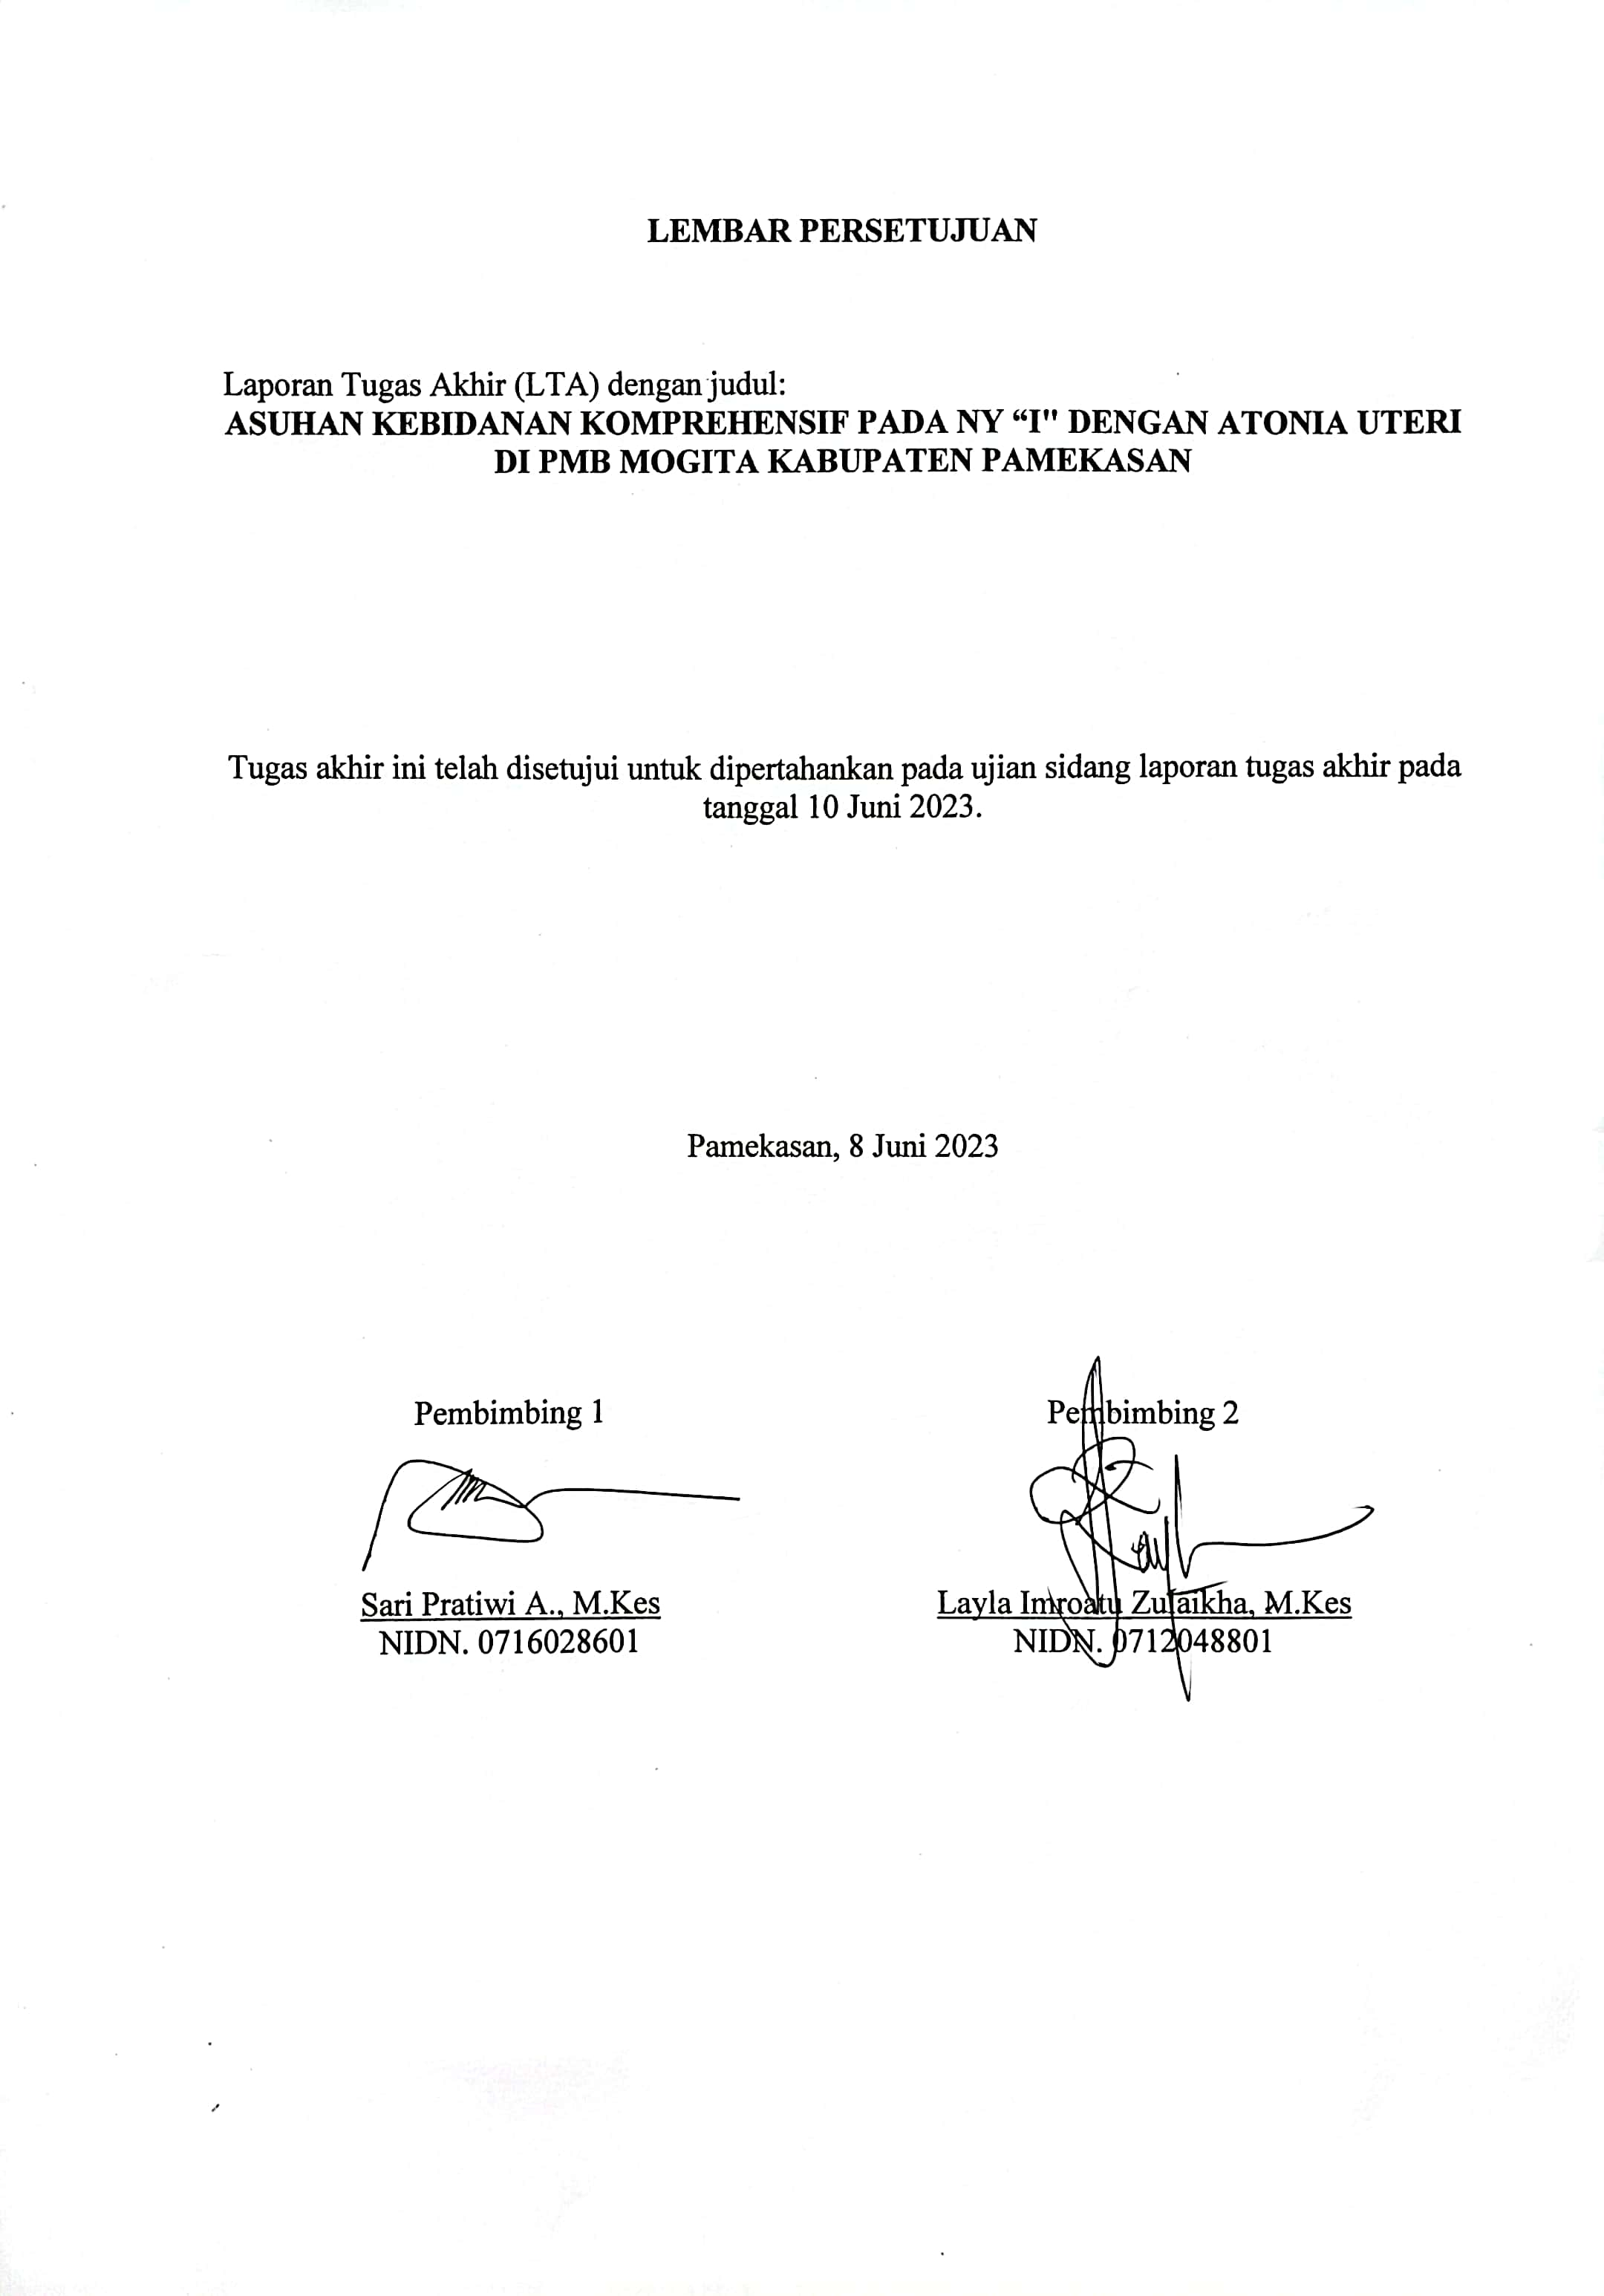 LEMBAR PERSETUJUAN
Laporan Tugas Akhir (LTA) dengan judul:
ASUHAN KEBIDANAN KOMPREHENSIF PADA NY “I" DENGAN ATONIA UTERI
DI PMB MOGITA KABUPATEN PAMEKASAN
Tugas akhir ini telah disetujui untuk dipertahankan pada ujian sidang laporan tugas akhir pada
tanggal 10 Juni 2023.
Pamekasan, 8 Juni 2023
Pembimbing 1
Pembimbing 2
Sari Pratiwi A., M.Kes
Layla Imroatu Zulaikha, M.Kes
NIDN. 0716028601
NIDN. 0712048801